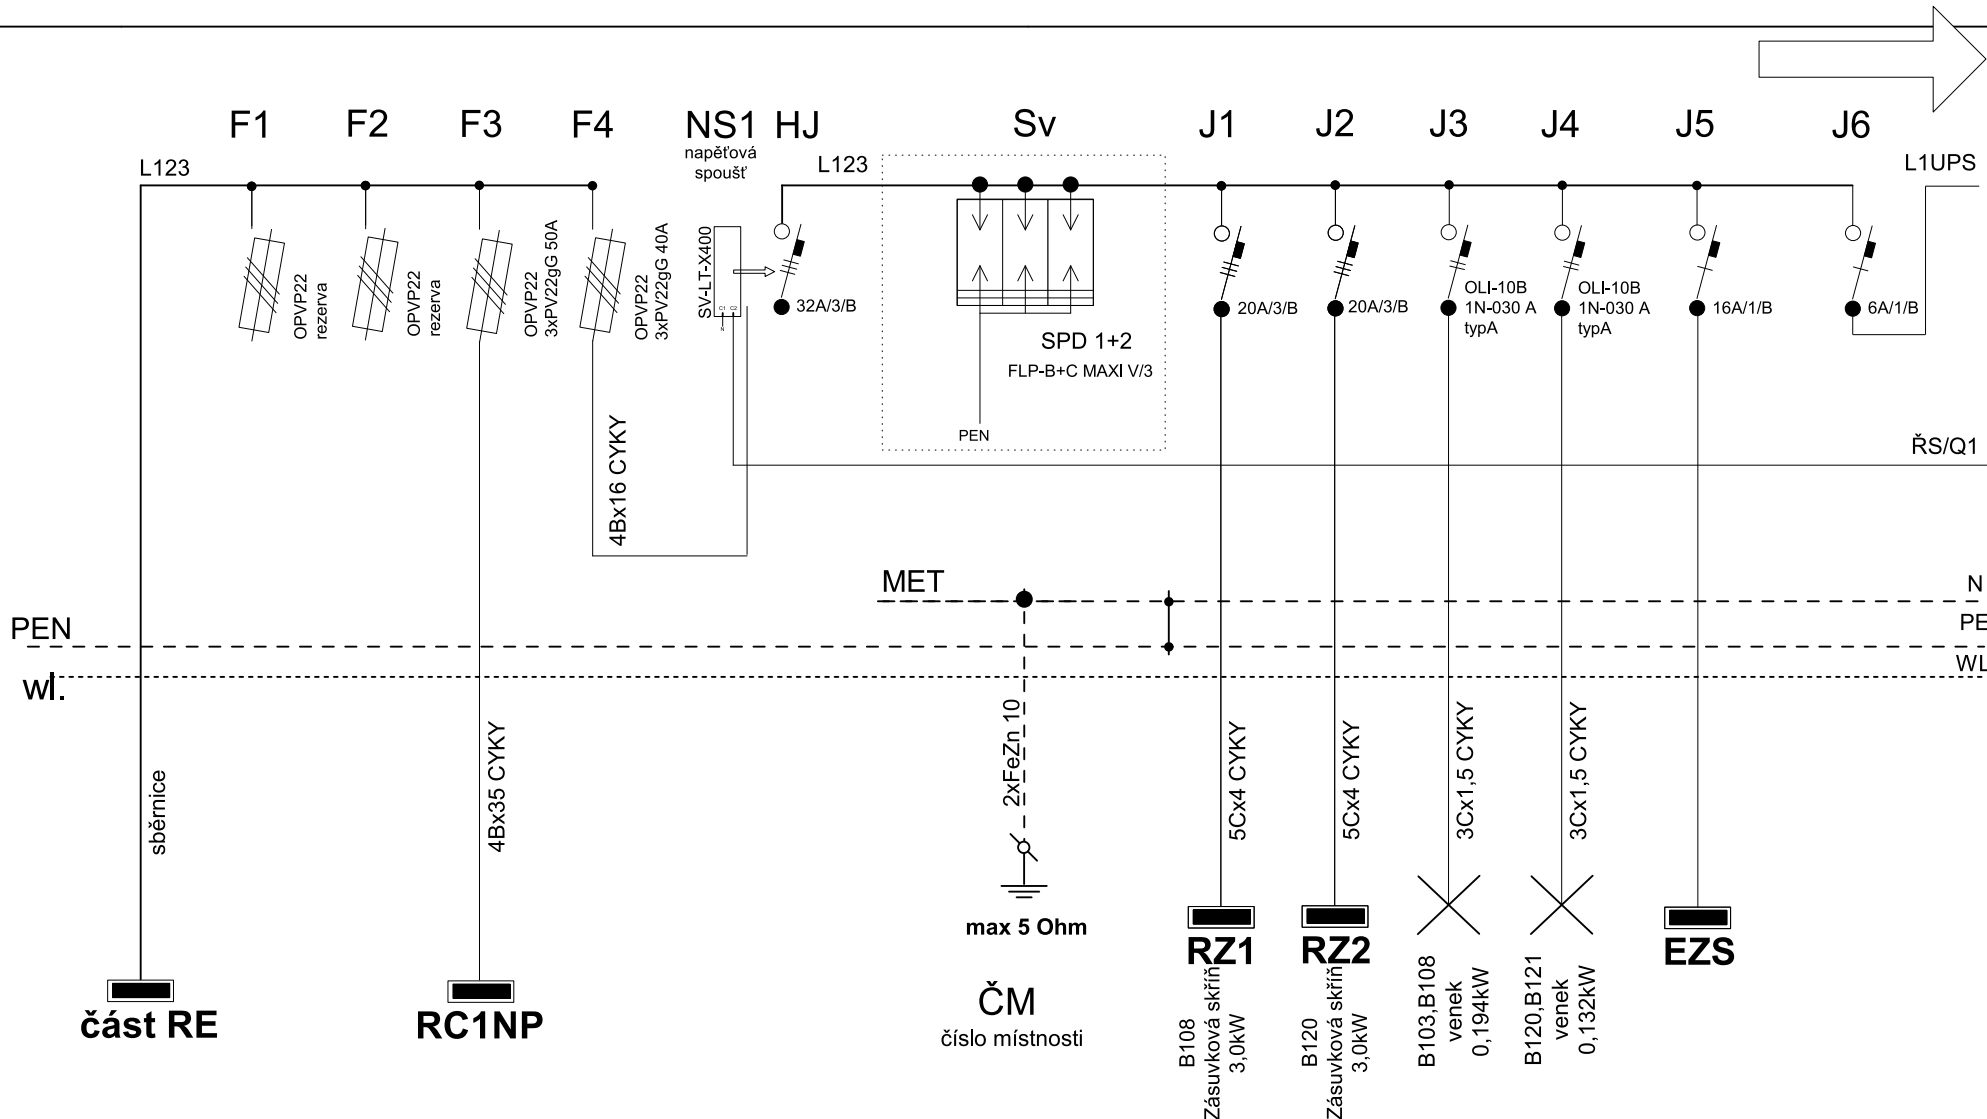 F1
F2
F3
F4
NS1
napěťová
spoušť
HJ
Sv
J1
J2
J3
J4
J5
J6
L123
L123
L1UPS
OPVP22
rezerva
OPVP22
rezerva
OPVP22
3xPV22gG 50A
OPVP22
3xPV22gG 40A
SV-LT-X400
C1 C2
N
32A/3/B
SPD 1+2
FLP-B+C MAXI V/3
PEN
20A/3/B
20A/3/B
OLI-10B
1N-030 A
typA
OLI-10B
1N-030 A
typA
16A/1/B
6A/1/B
ŘS/Q1
4Bx16 CYKY
MET
N
PEN
PE
wl.
WL
sběrnice
4Bx35 CYKY
2xFeZn 10
5Cx4 CYKY
5Cx4 CYKY
3Cx1,5 CYKY
3Cx1,5 CYKY
max 5 Ohm
část RE
RC1NP
ČM
číslo místnosti
RZ1
B108
Zásuvková skříň
3,0kW
RZ2
B120
Zásuvková skříň
3,0kW
B103,B108
venek
0,194kW
B120,B121
venek
0,132kW
EZS